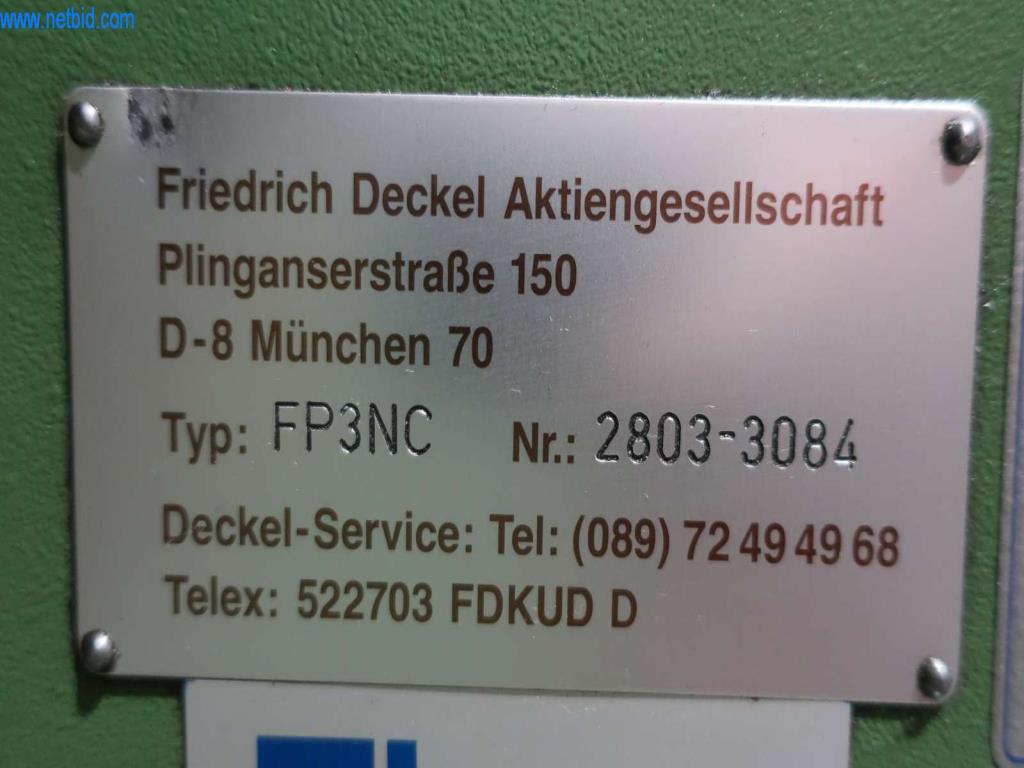 www.netbid.com
Friedrich Deckel Aktiengesellschaft
Plinganserstraße 150
D-8 München 70
Typ: FP3NC Nr.: 2803-3084
Deckel-Service: Tel: (089) 72 49 49 68
Telex: 522703 FDKUD D